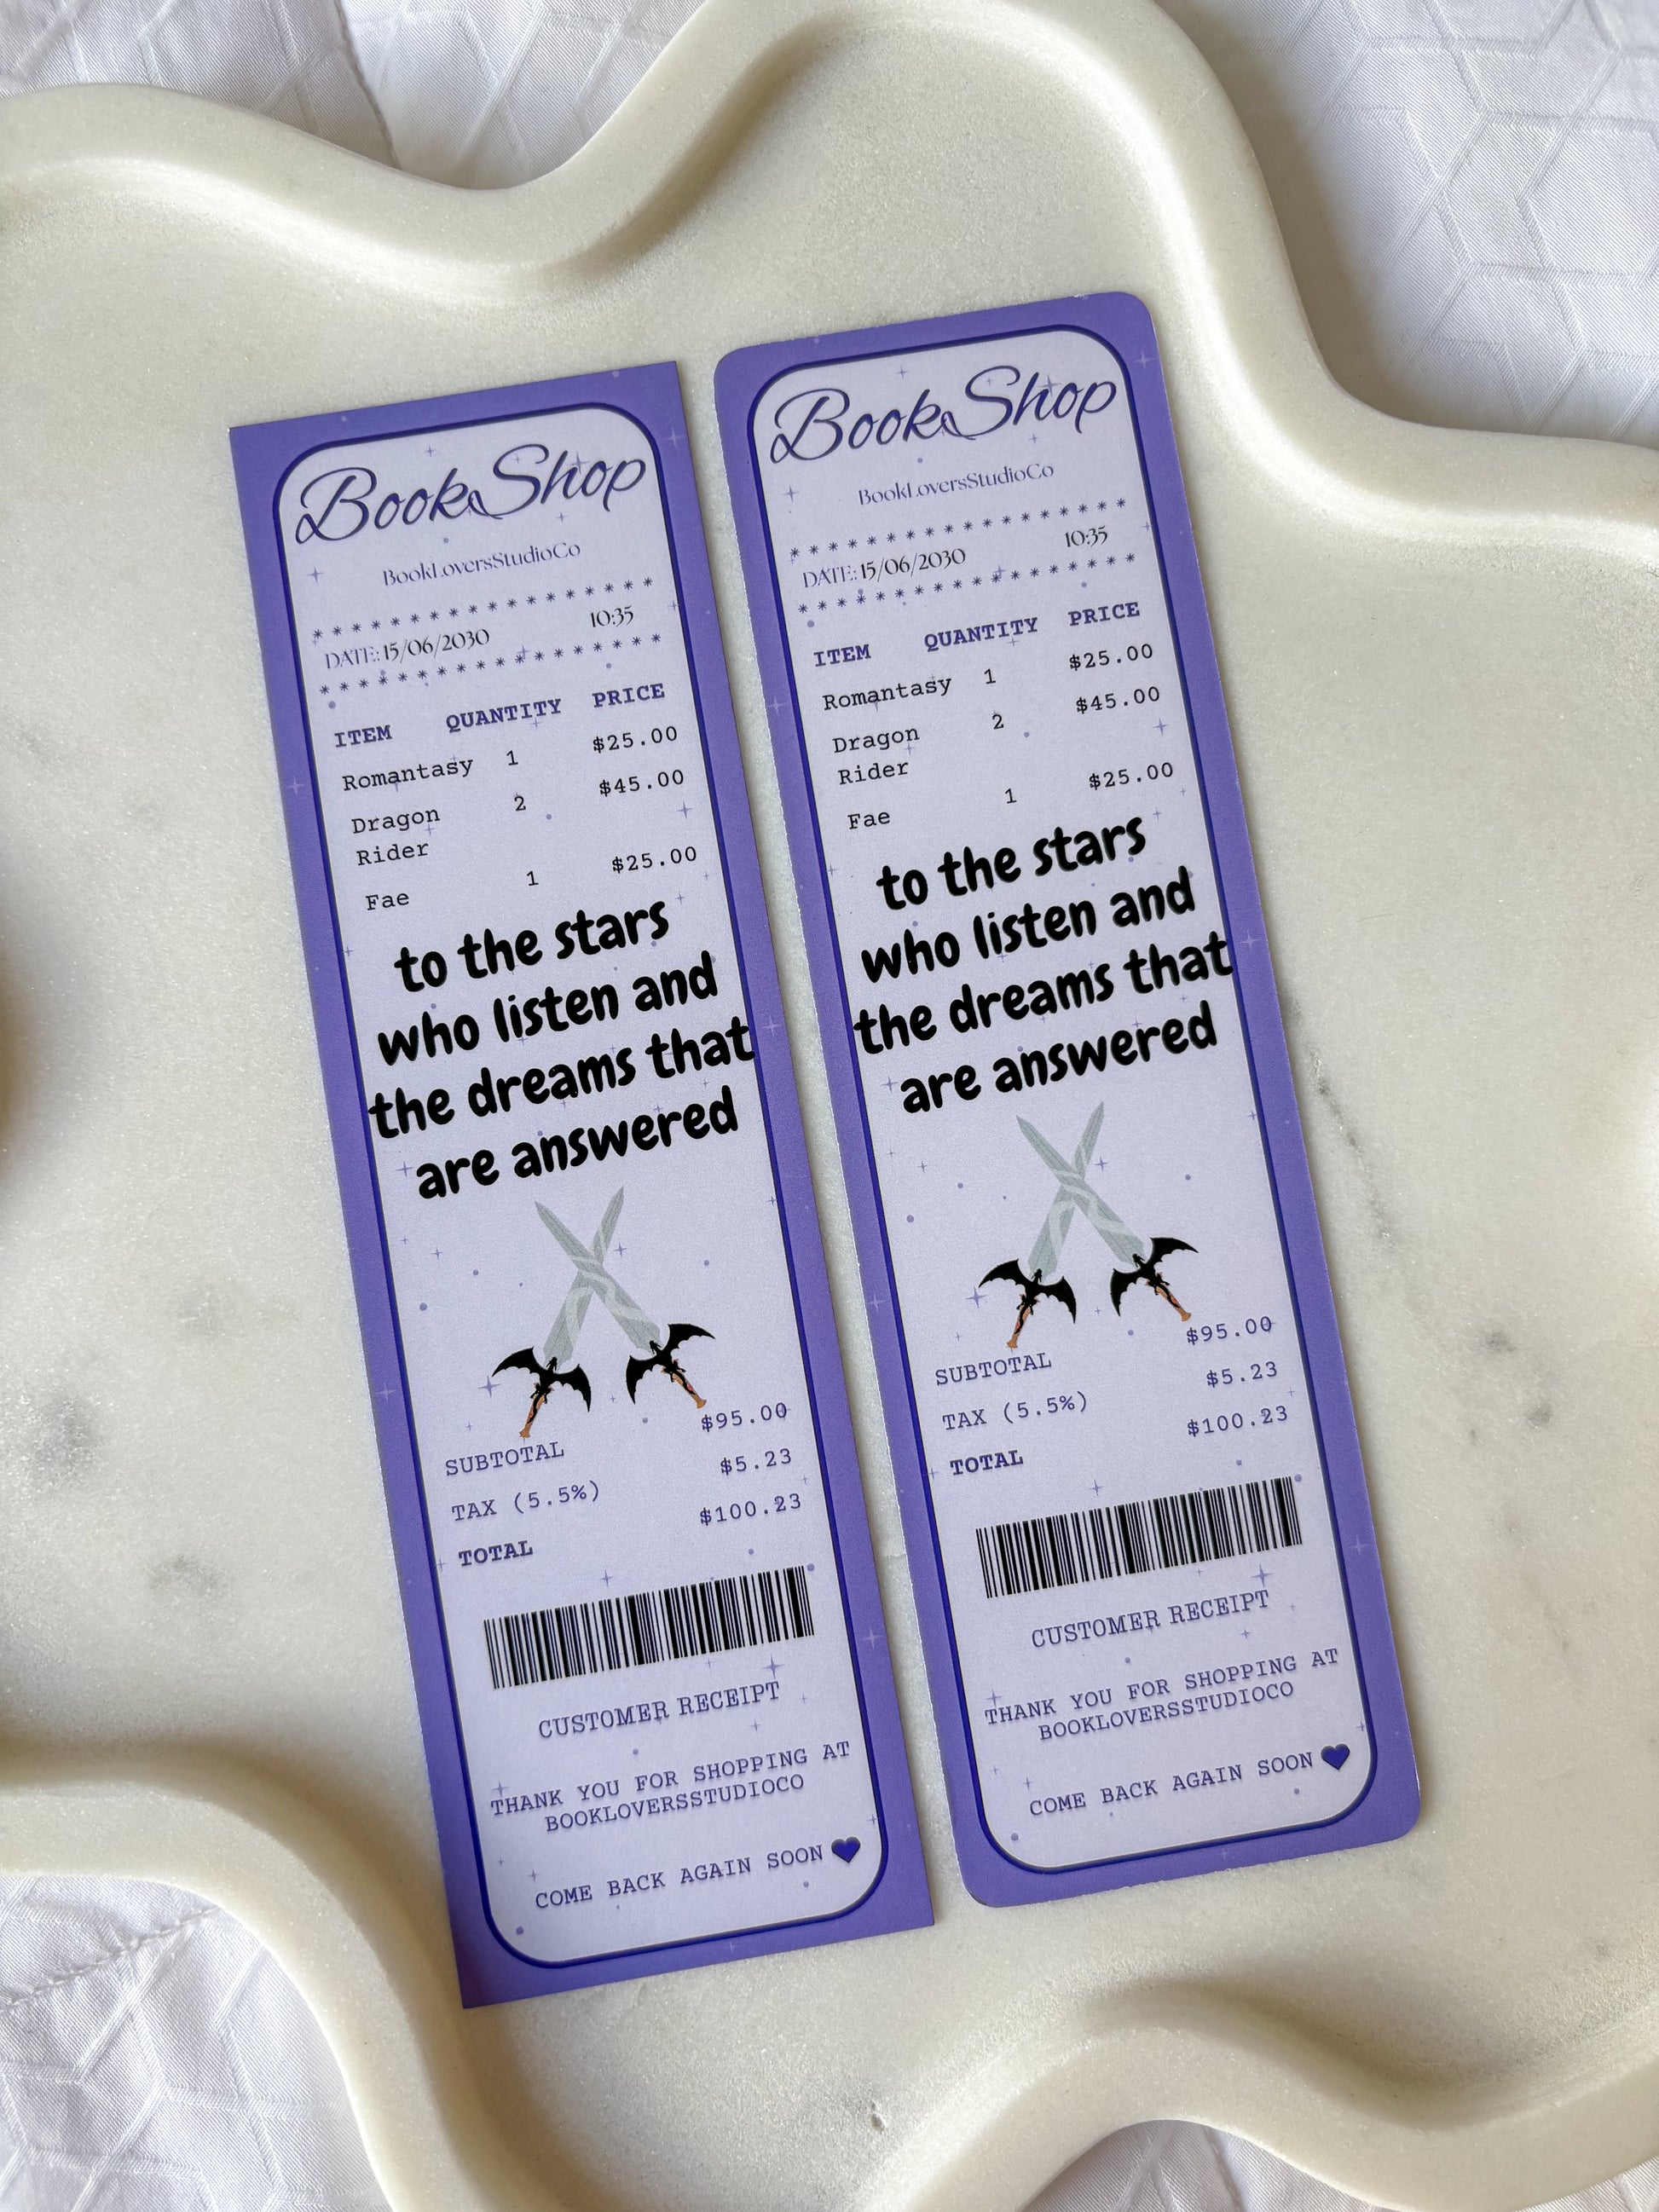 BookShop
BookLoversStudioCo
* * * * * * * * * * * * * * * * * *
DATE: 15/06/2030 10:35
* * * * * * * * * * * * * * * * * *
ITEM QUANTITY PRICE
Romantasy 1 $25.00
Dragon 2 $45.00
Rider
Fae 1 $25.00
to the stars
who listen and
the dreams that
are answered
SUBTOTAL $95.00
TAX (5.5%) $5.23
TOTAL $100.23
CUSTOMER RECEIPT
THANK YOU FOR SHOPPING AT
BOOKLOVERSSTUDIOCO
COME BACK AGAIN SOON
BookShop
BookLoversStudioCo
* * * * * * * * * * * * * * * * * *
DATE: 15/06/2030 10:35
* * * * * * * * * * * * * * * * * *
ITEM QUANTITY PRICE
Romantasy 1 $25.00
Dragon 2 $45.00
Rider
Fae 1 $25.00
to the stars
who listen and
the dreams that
are answered
SUBTOTAL $95.00
TAX (5.5%) $5.23
TOTAL $100.23
CUSTOMER RECEIPT
THANK YOU FOR SHOPPING AT
BOOKLOVERSSTUDIOCO
COME BACK AGAIN SOON